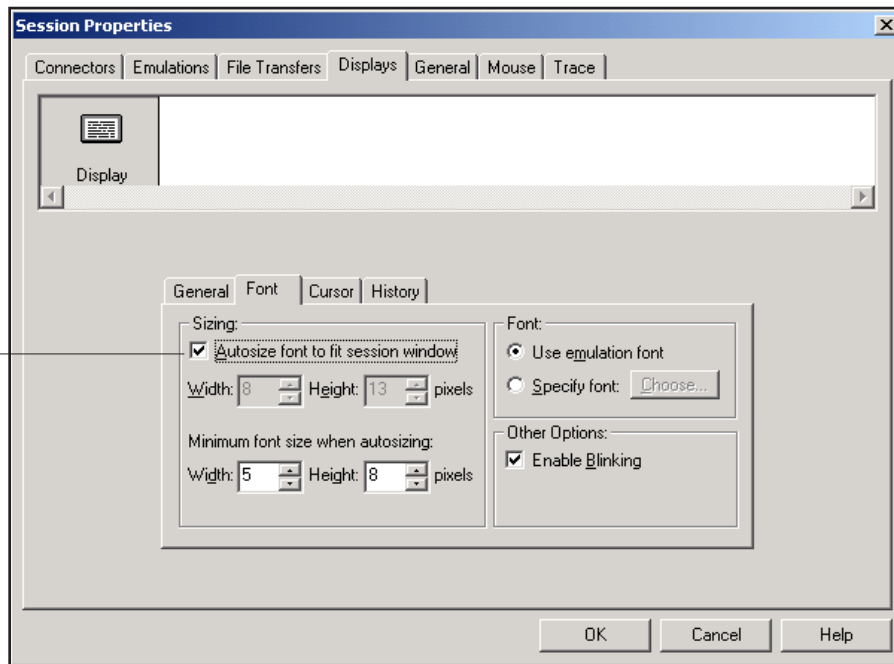 Session Properties
Connectors Emulations File Transfers Displays General Mouse Trace
Display
General Font Cursor History
Sizing: Font:
Autosize font to fit session window Use emulation font
Width: 8 Height: 13 pixels Specify font: Choose...
Minimum font size when autosizing: Other Options:
Width: 5 Height: 8 pixels Enable Blinking
OK Cancel Help